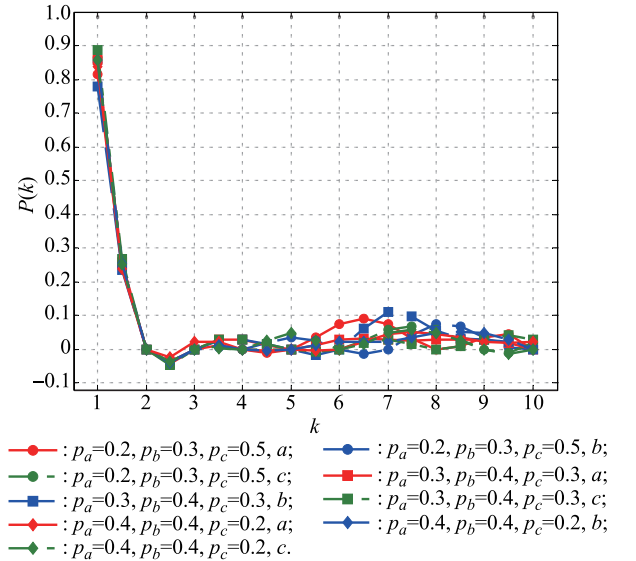 1.0
0.9
0.8
0.7
0.6
0.5
0.4
0.3
0.2
0.1
0
−0.1
P(k)
1 2 3 4 5 6 7 8 9 10
k
: pa=0.2, pb=0.3, pc=0.5, a; : pa=0.2, pb=0.3, pc=0.5, b;
: pa=0.2, pb=0.3, pc=0.5, c; : pa=0.3, pb=0.4, pc=0.3, a;
: pa=0.3, pb=0.4, pc=0.3, b; : pa=0.3, pb=0.4, pc=0.3, c;
: pa=0.4, pb=0.4, pc=0.2, a; : pa=0.4, pb=0.4, pc=0.2, b;
: pa=0.4, pb=0.4, pc=0.2, c.